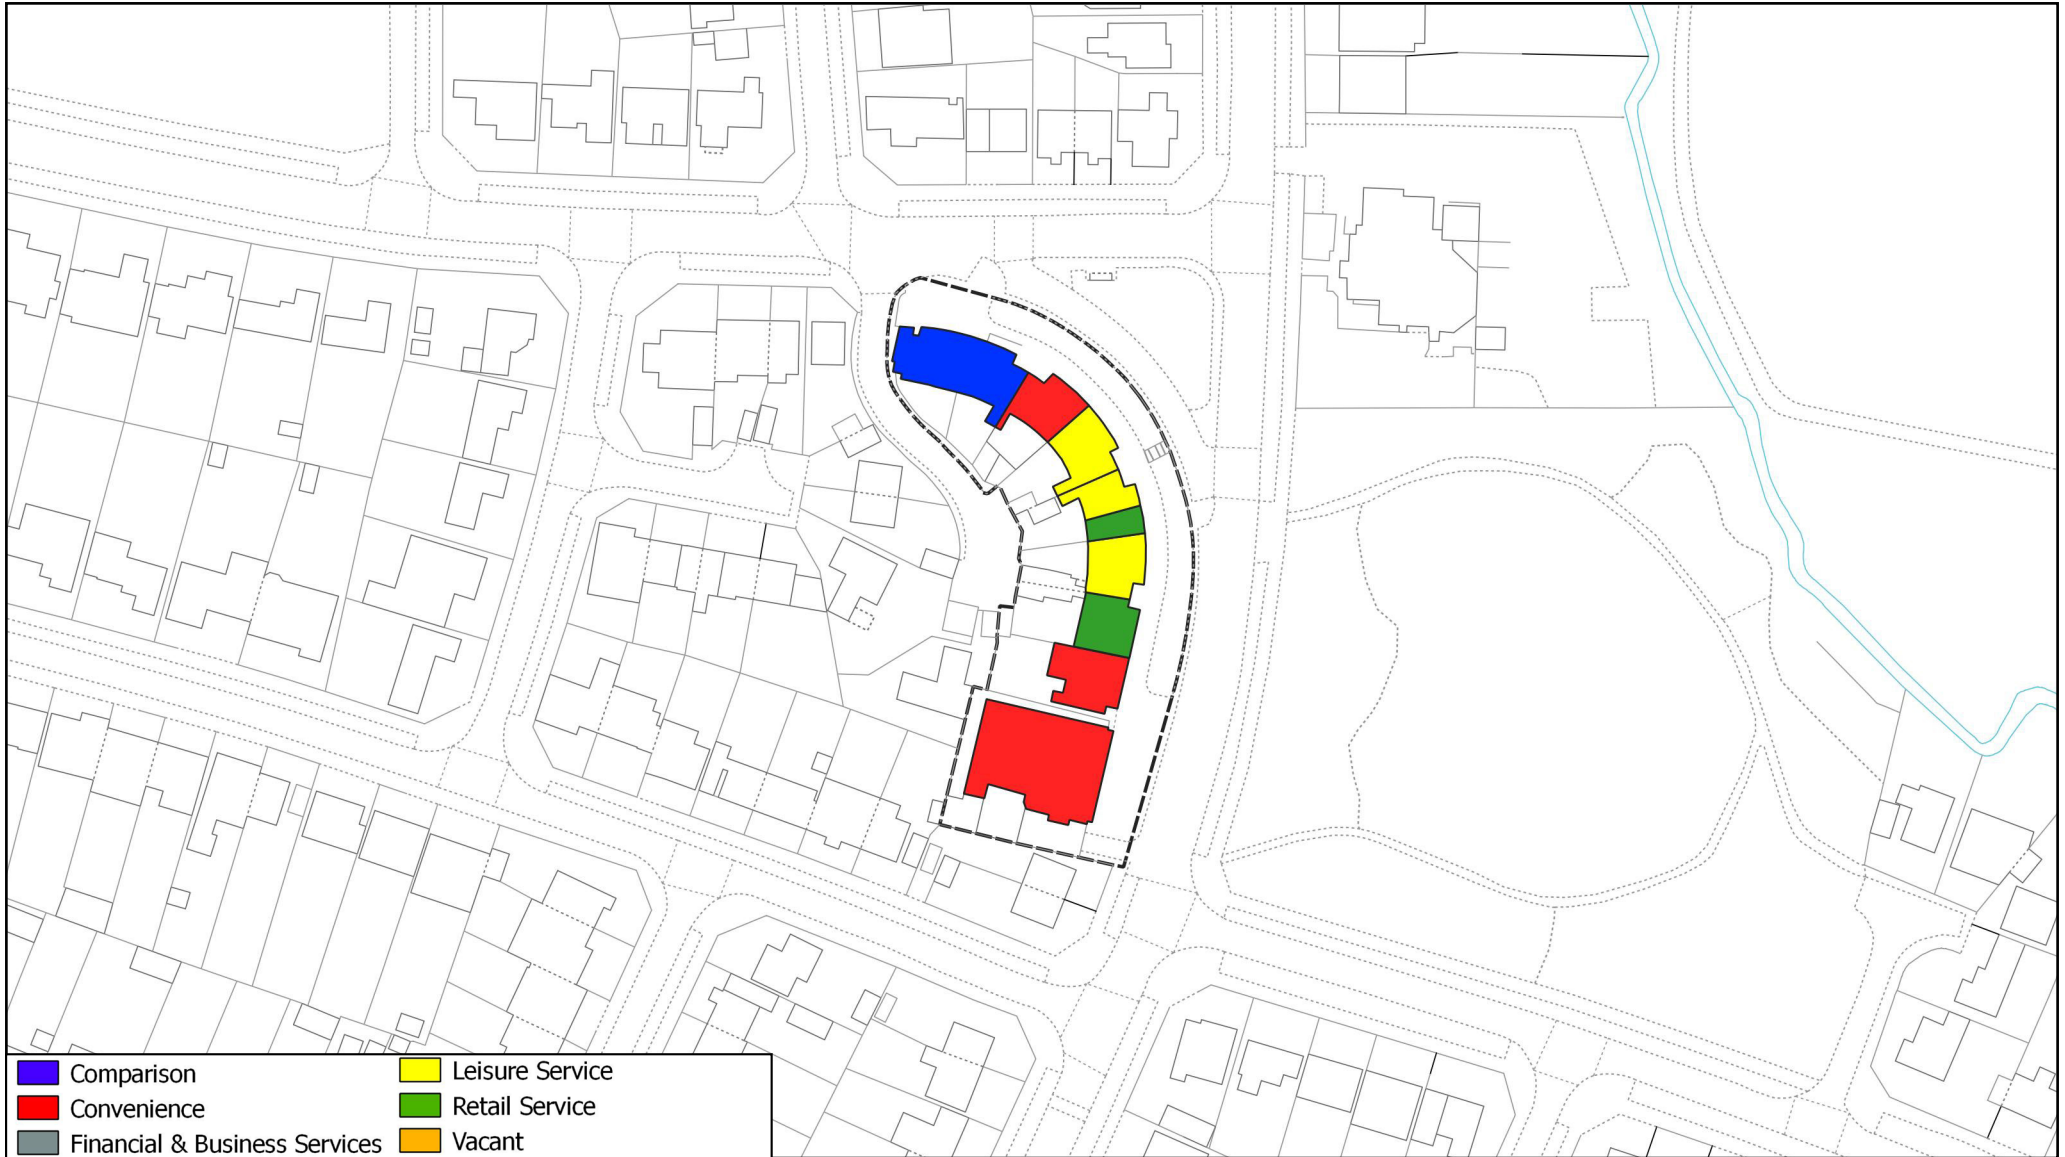 Comparison
Convenience
Financial & Business Services
Leisure Service
Retail Service
Vacant